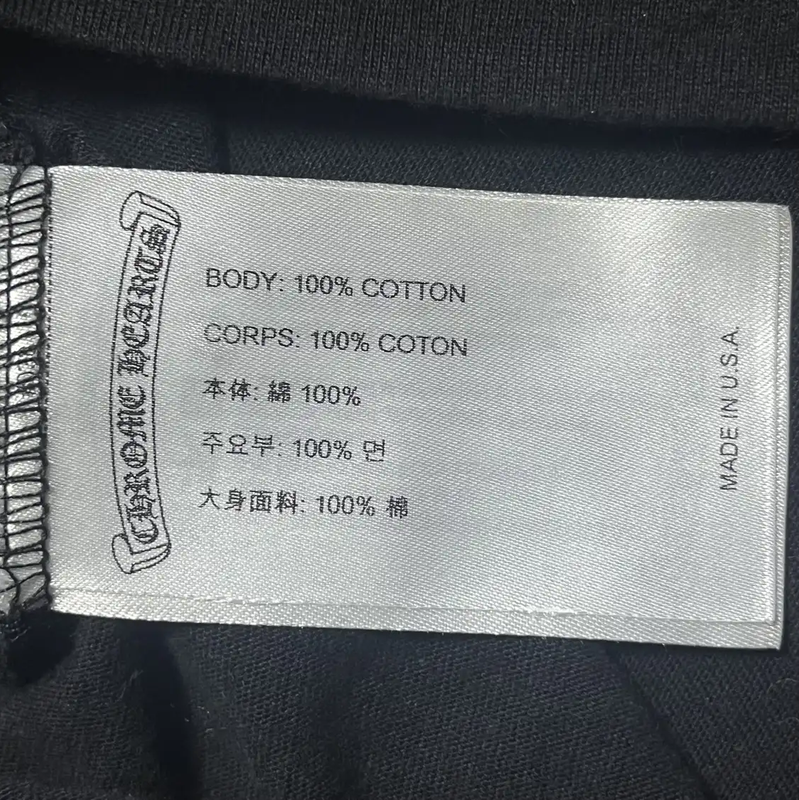 CHROME HEARTS
BODY: 100% COTTON
CORPS: 100% COTON
本体: 綿 100%
주요부: 100% 면
大身面料: 100% 棉
MADE IN U.S.A.